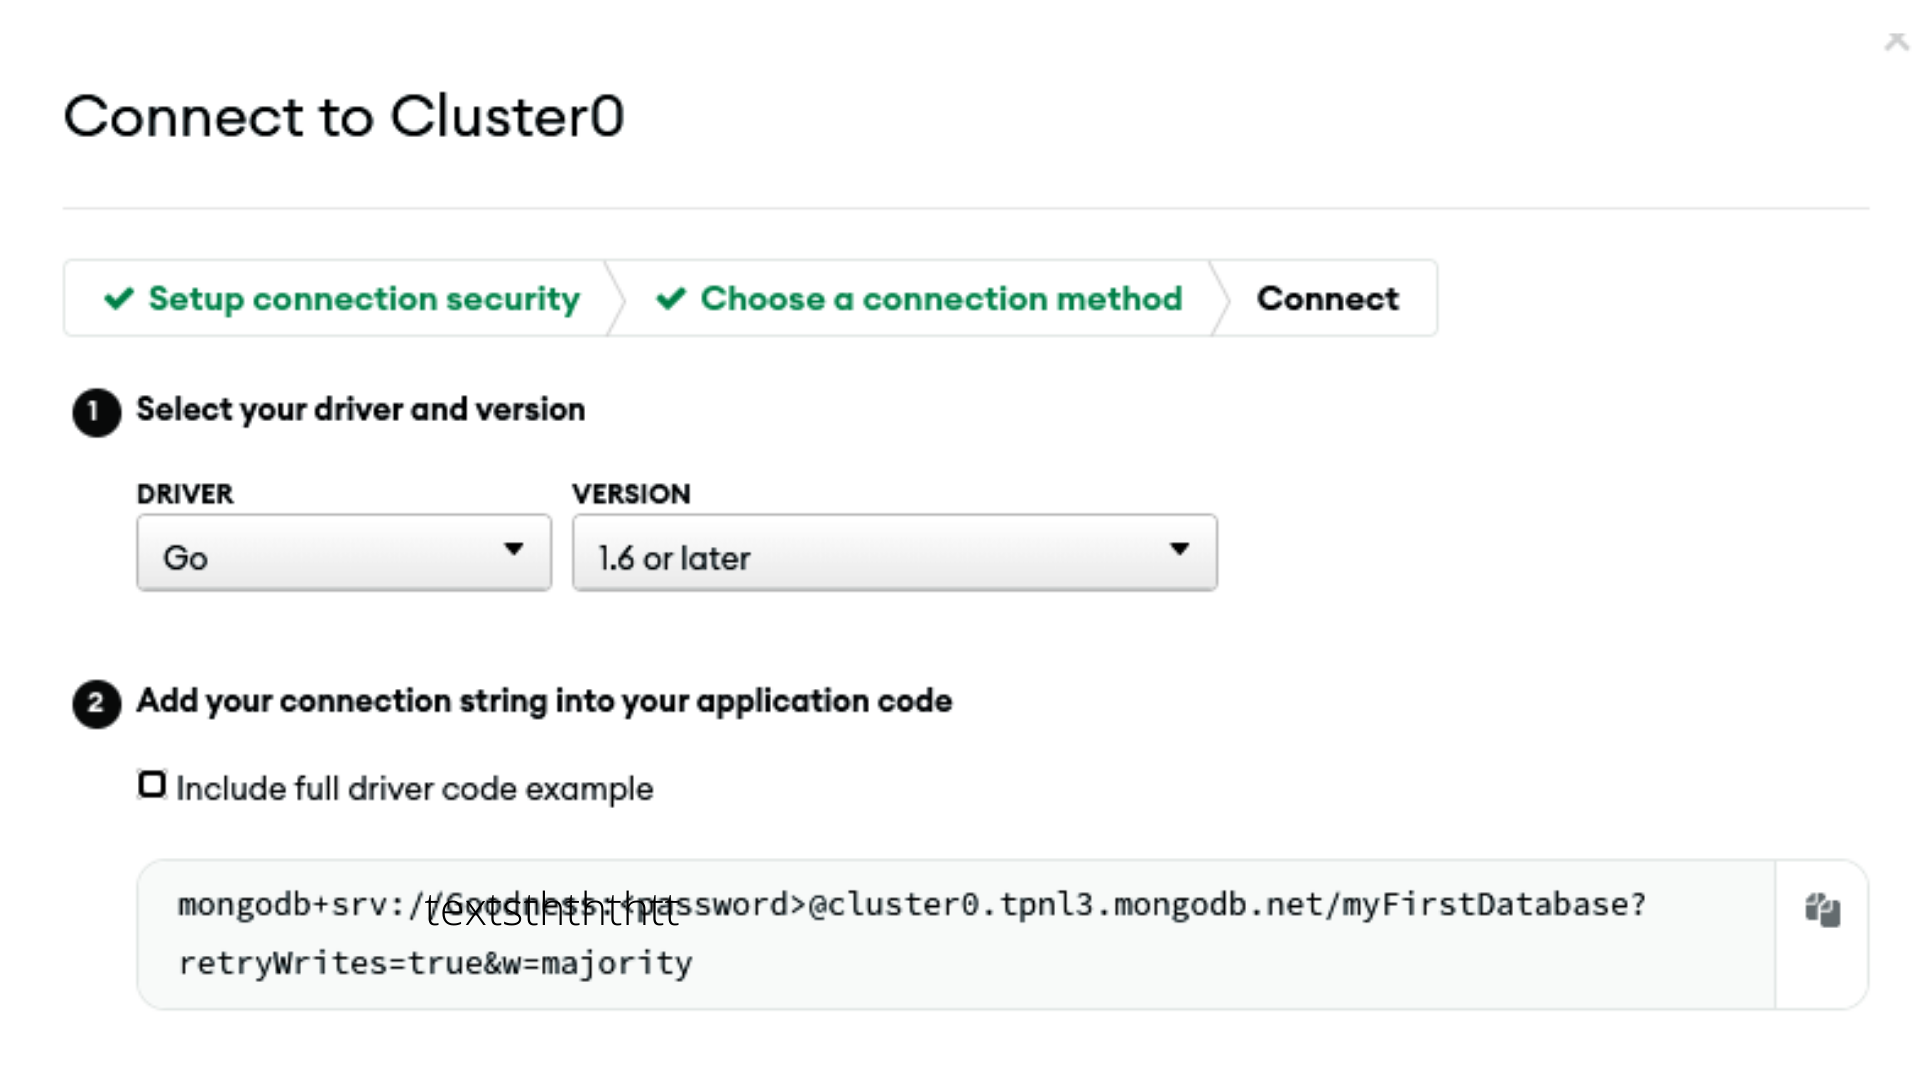 Connect to Cluster0
Setup connection security
Choose a connection method
Connect
1 Select your driver and version
DRIVER
VERSION
Go
1.6 or later
2 Add your connection string into your application code
Include full driver code example
mongodb+srv:/ password>@cluster0.tpnl3.mongodb.net/myFirstDatabase?
retryWrites=true&w=majority